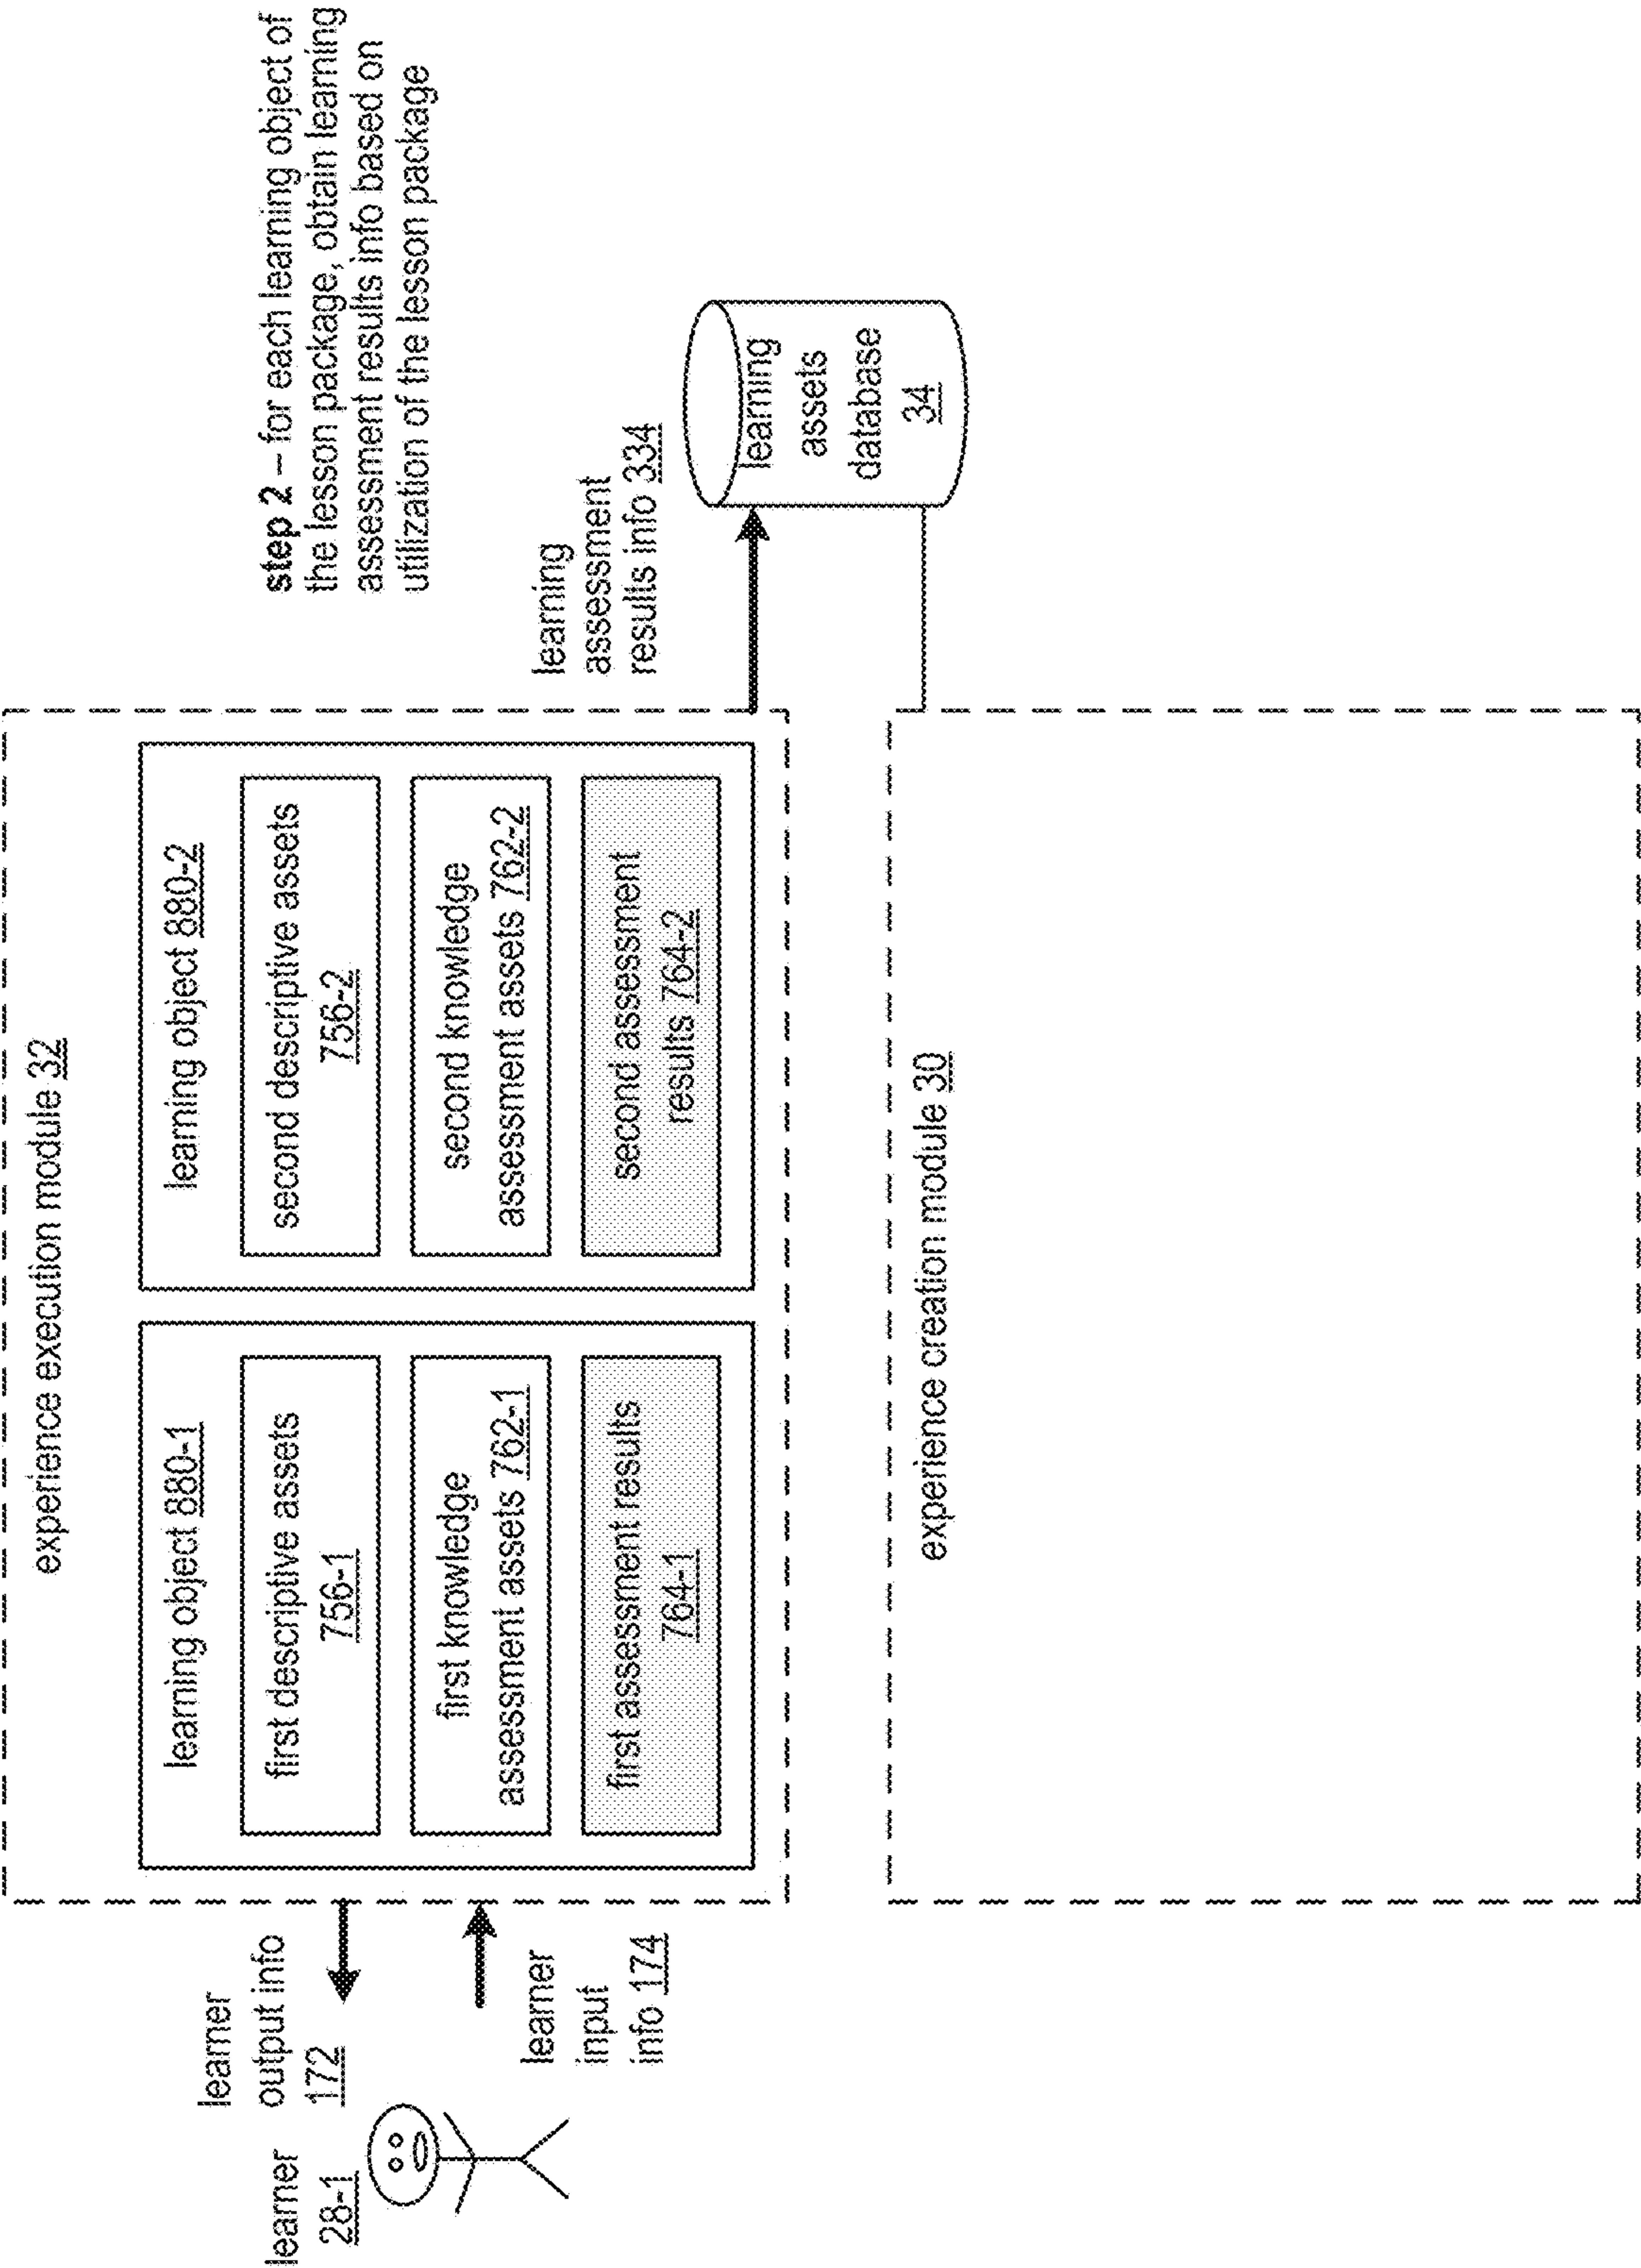 experience execution module 32
learner
28-1
learner
output info
172
learner
input
info 174
learning object 880-1
first descriptive assets
756-1
first knowledge
assessment assets 762-1
first assessment results
764-1
learning object 880-2
second descriptive assets
756-2
second knowledge
assessment assets 762-2
second assessment
results 764-2
step 2 – for each learning object of
the lesson package, obtain learning
assessment results info based on
utilization of the lesson package
learning
assessment
results info 334
learning
assets
database
34
experience creation module 30